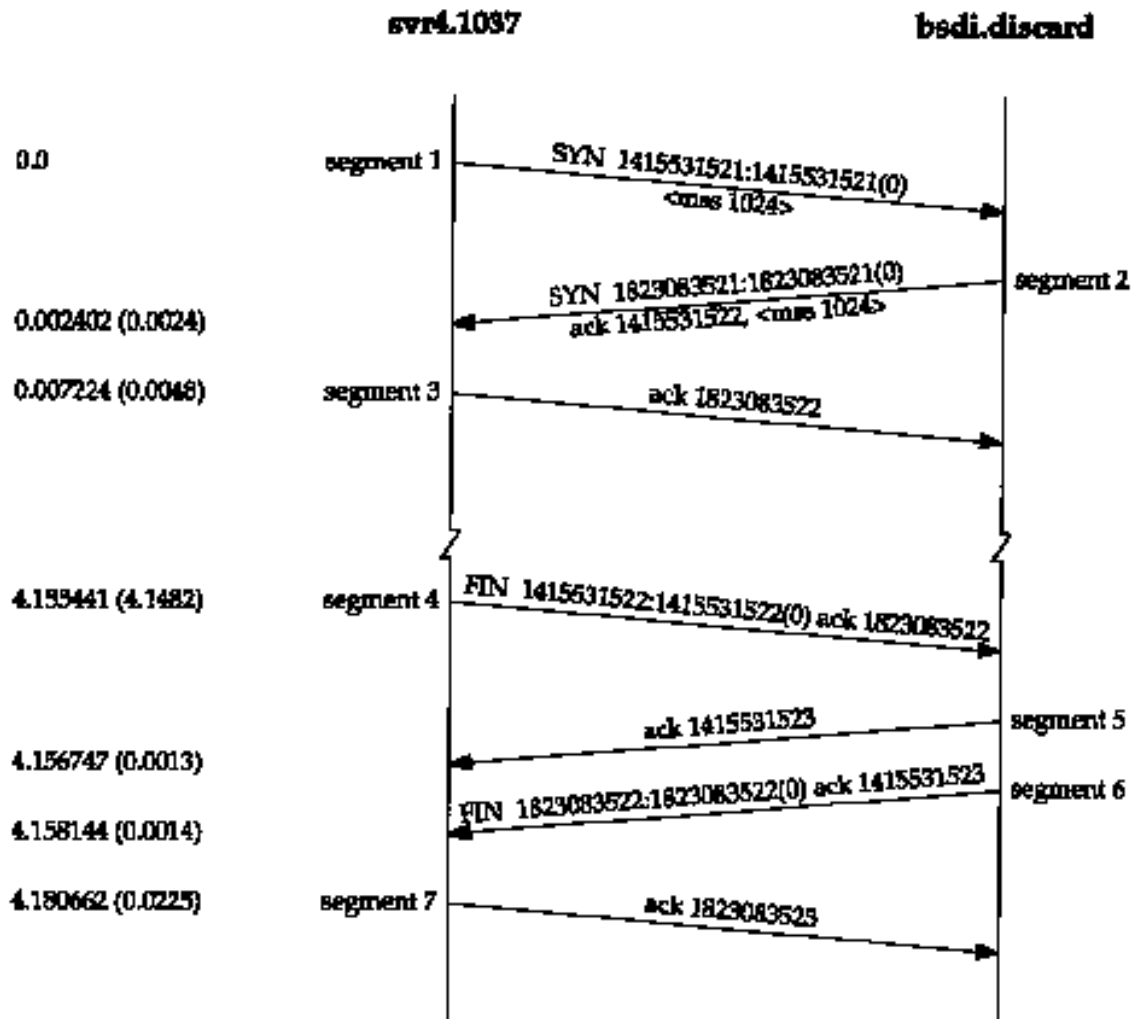 svr4.1037 bsdi.discard
0.0 segment 1 SYN 1415531521:1415531521(0)
<mss 1024>
SYN 1823083521:1823083521(0) segment 2
0.002402 (0.0024) ack 1415531522, <mss 1024>
0.007224 (0.0048) segment 3 ack 1823083522
4.155441 (4.1482) segment 4 FIN 1415531522:1415531522(0) ack 1823083522
ack 1415531523 segment 5
4.156747 (0.0013)
FIN 1823083522:1823083522(0) ack 1415531523 segment 6
4.158144 (0.0014)
4.180662 (0.0225) segment 7 ack 1823083523